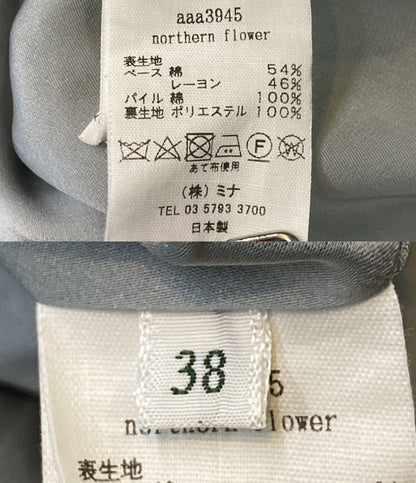 aaa3945
northern flower
表生地
ベース 綿 54%
レーヨン 46%
パイル 綿 100%
裏生地 ポリエステル 100%
F W
あて布使用
(株) ミナ
TEL 03 5793 3700
日本製
38
5
northern flower
表生地